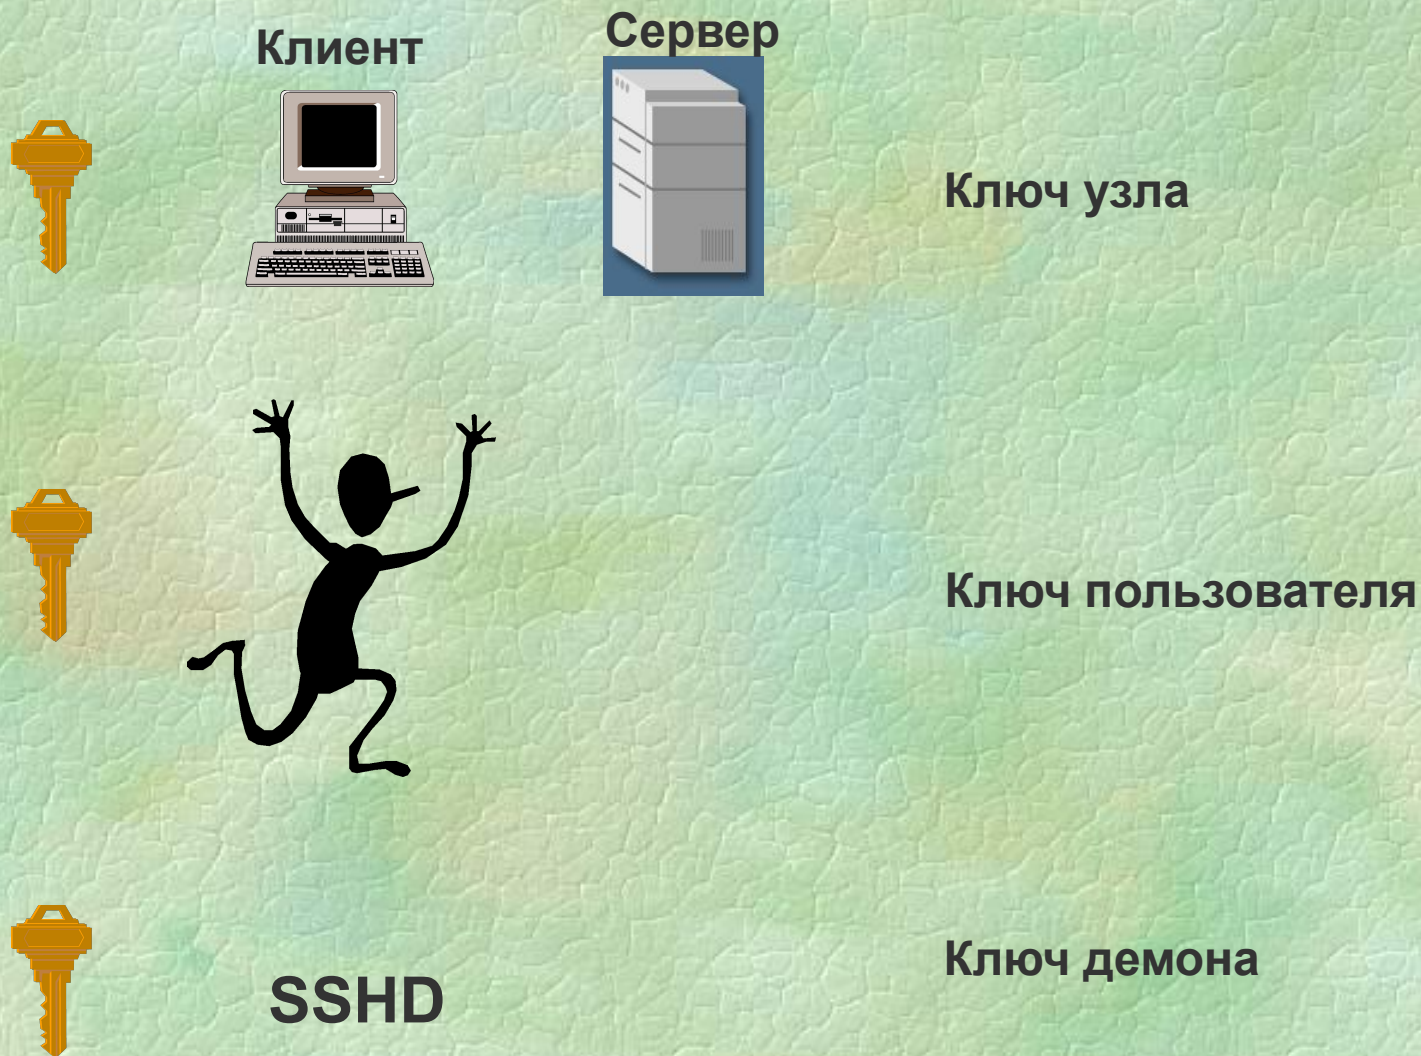 Клиент
Сервер
Ключ узла
Ключ пользователя
Ключ демона
SSHD